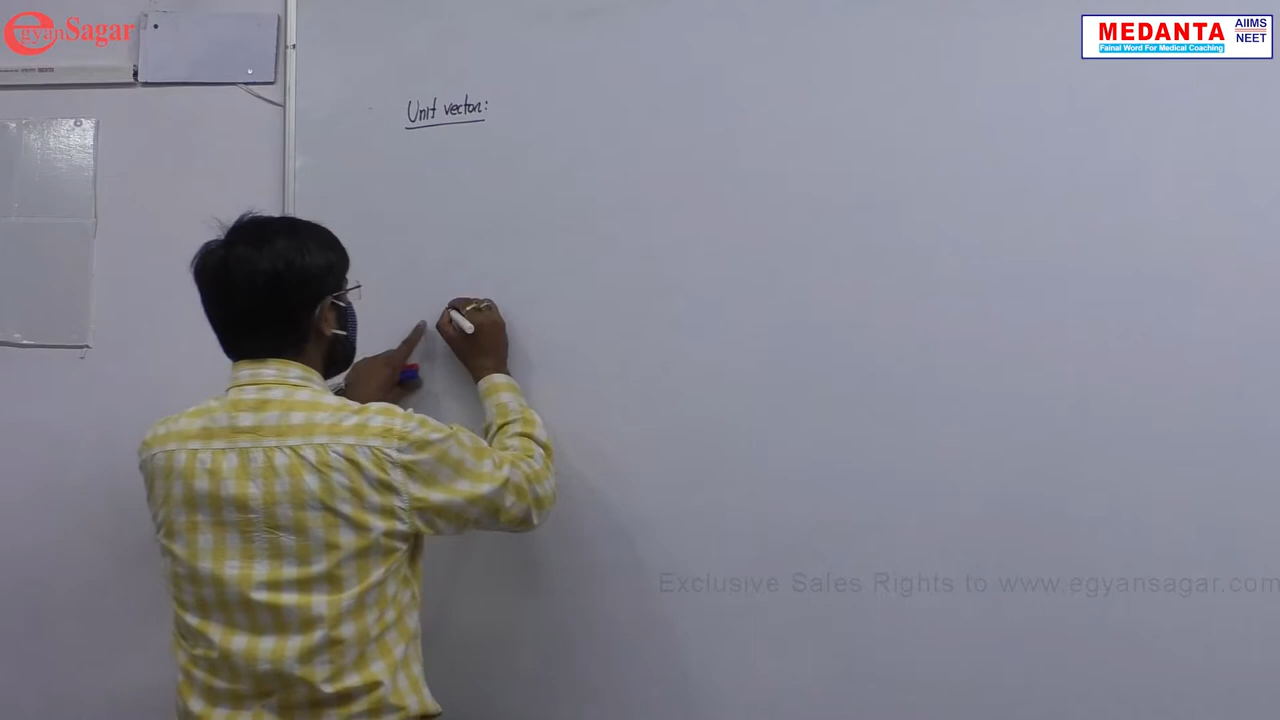 egyanSagar
MEDANTA
Fainal Word For Medical Coaching
AIIMS
NEET
Unit vector:
Exclusive Sales Rights to www.egyansagar.com